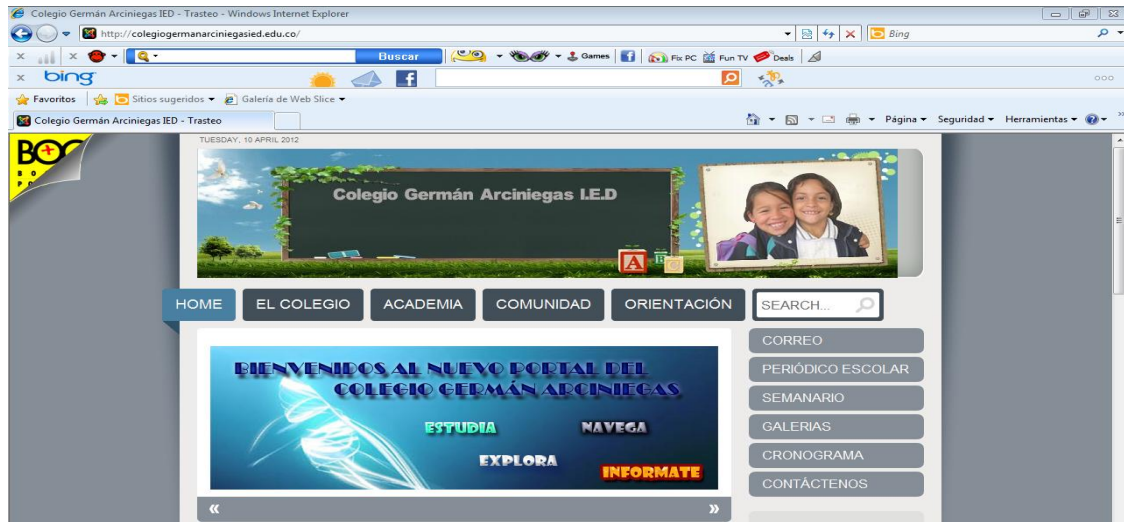 Colegio Germán Arciniegas IED - Trasteo - Windows Internet Explorer
http://colegiogermanarciniegasied.edu.co/
Bing
Buscar
Games
Fix PC
Fun TV
Deals
bing
Favoritos
Sitios sugeridos
Galería de Web Slice
Colegio Germán Arciniegas IED - Trasteo
Página
Seguridad
Herramientas
TUESDAY, 10 APRIL 2012
Colegio Germán Arciniegas I.E.D
A
HOME
EL COLEGIO
ACADEMIA
COMUNIDAD
ORIENTACIÓN
SEARCH...
BIENVENIDOS AL NUEVO PORTAL DEL
COLEGIO GERMÁN ARCINIEGAS
ESTUDIA
NAVEGA
EXPLORA
INFORMATE
CORREO
PERIÓDICO ESCOLAR
SEMANARIO
GALERIAS
CRONOGRAMA
CONTÁCTENOS